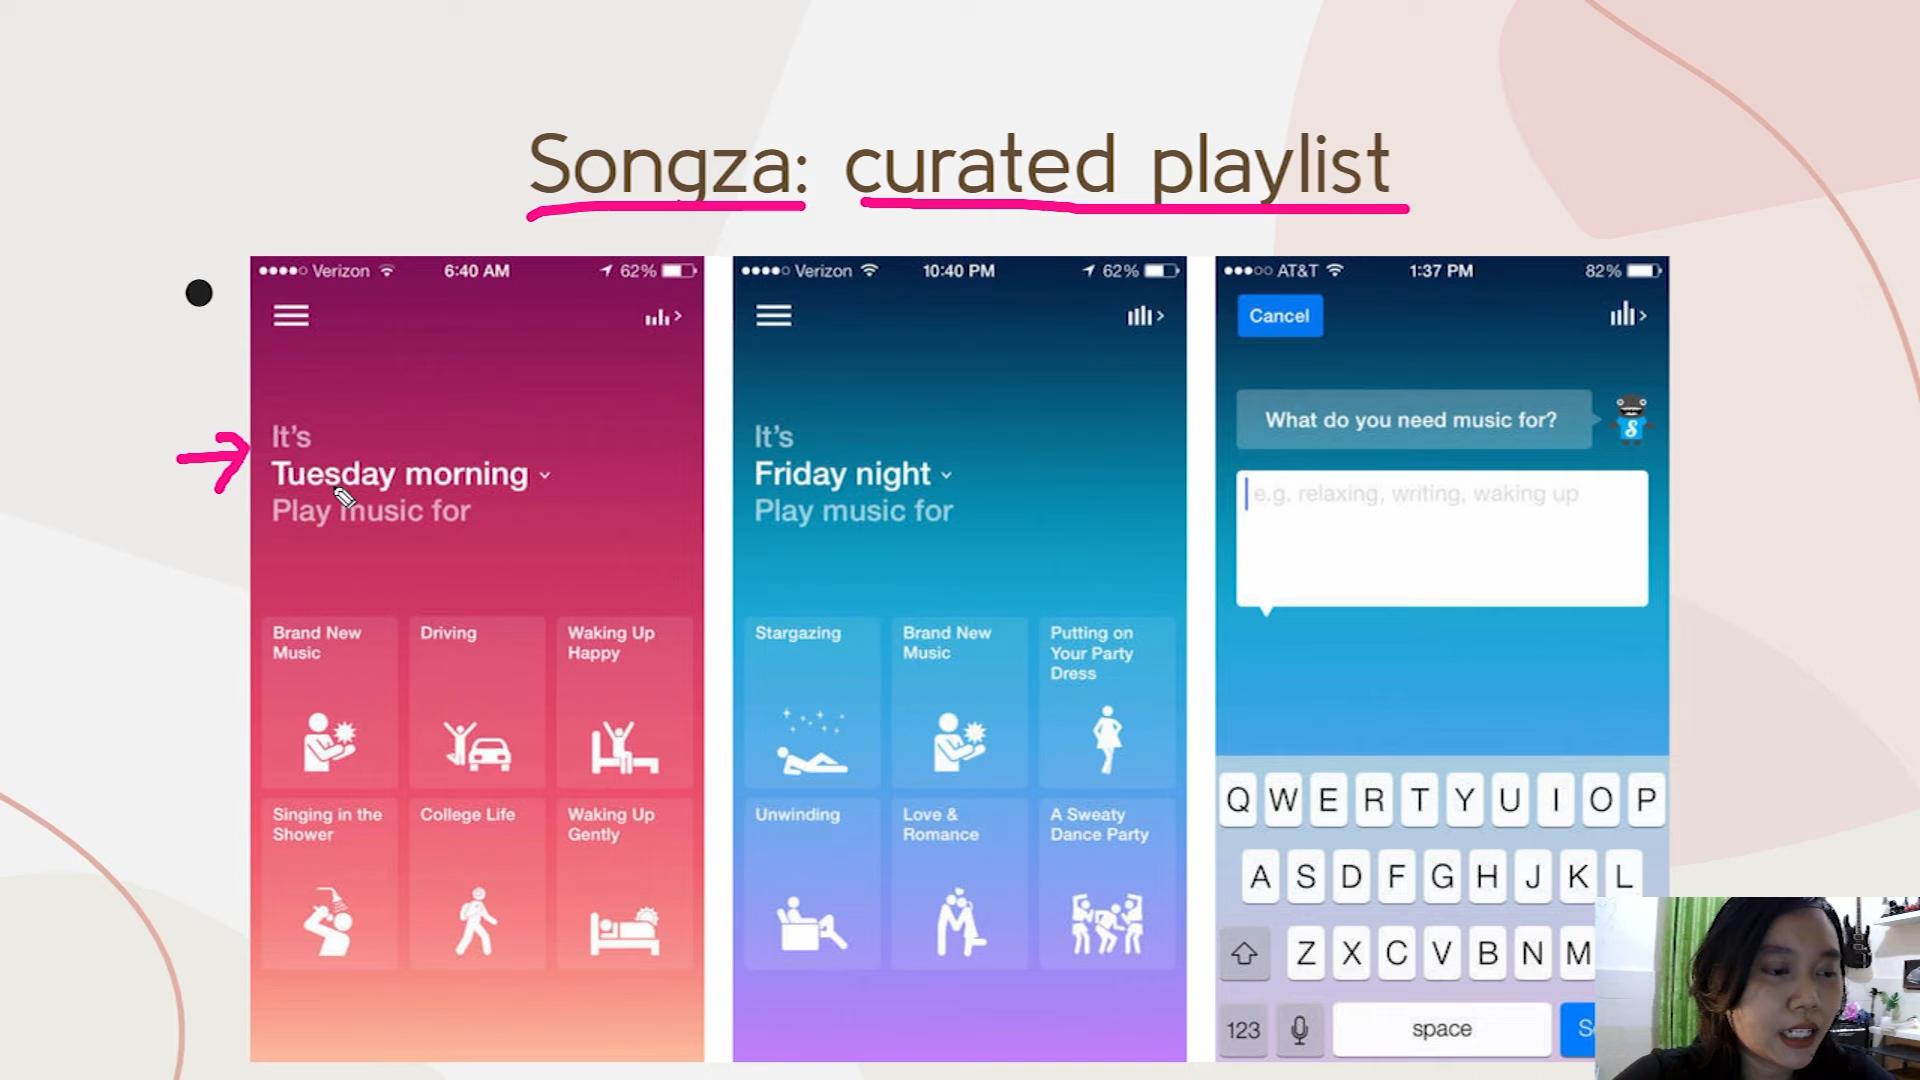 Songza: curated playlist
Verizon 6:40 AM 62%
It's
Tuesday morning
Play music for
Brand New
Music
Driving
Waking Up
Happy
Singing in the
Shower
College Life
Waking Up
Gently
Verizon 10:40 PM 62%
It's
Friday night
Play music for
Stargazing
Brand New
Music
Putting on
Your Party
Dress
Unwinding
Love &
Romance
A Sweaty
Dance Party
AT&T 1:37 PM 82%
Cancel
What do you need music for?
S
e.g, relaxing, writing, waking up
Q W E R T Y U I O P
A S D F G H J K L
Z X C V B N M
123 space